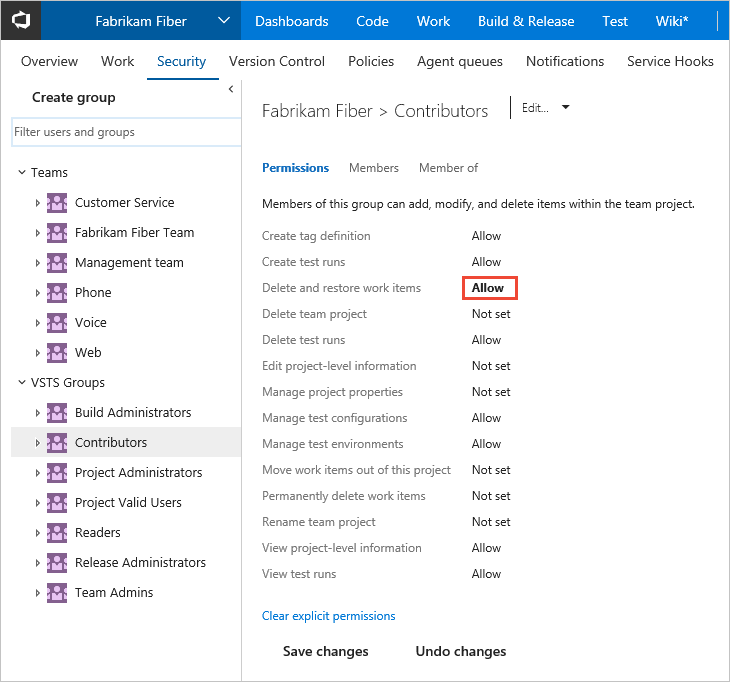 Fabrikam Fiber Dashboards Code Work Build & Release Test Wiki*
Overview Work Security Version Control Policies Agent queues Notifications Service Hooks
Create group
Filter users and groups
Teams
Customer Service
Fabrikam Fiber Team
Management team
Phone
Voice
Web
VSTS Groups
Build Administrators
Contributors
Project Administrators
Project Valid Users
Readers
Release Administrators
Team Admins
Fabrikam Fiber > Contributors Edit...
Permissions Members Member of
Members of this group can add, modify, and delete items within the team project.
Create tag definition Allow
Create test runs Allow
Delete and restore work items Allow
Delete team project Not set
Delete test runs Allow
Edit project-level information Not set
Manage project properties Not set
Manage test configurations Allow
Manage test environments Allow
Move work items out of this project Not set
Permanently delete work items Not set
Rename team project Not set
View project-level information Allow
View test runs Allow
Clear explicit permissions
Save changes Undo changes